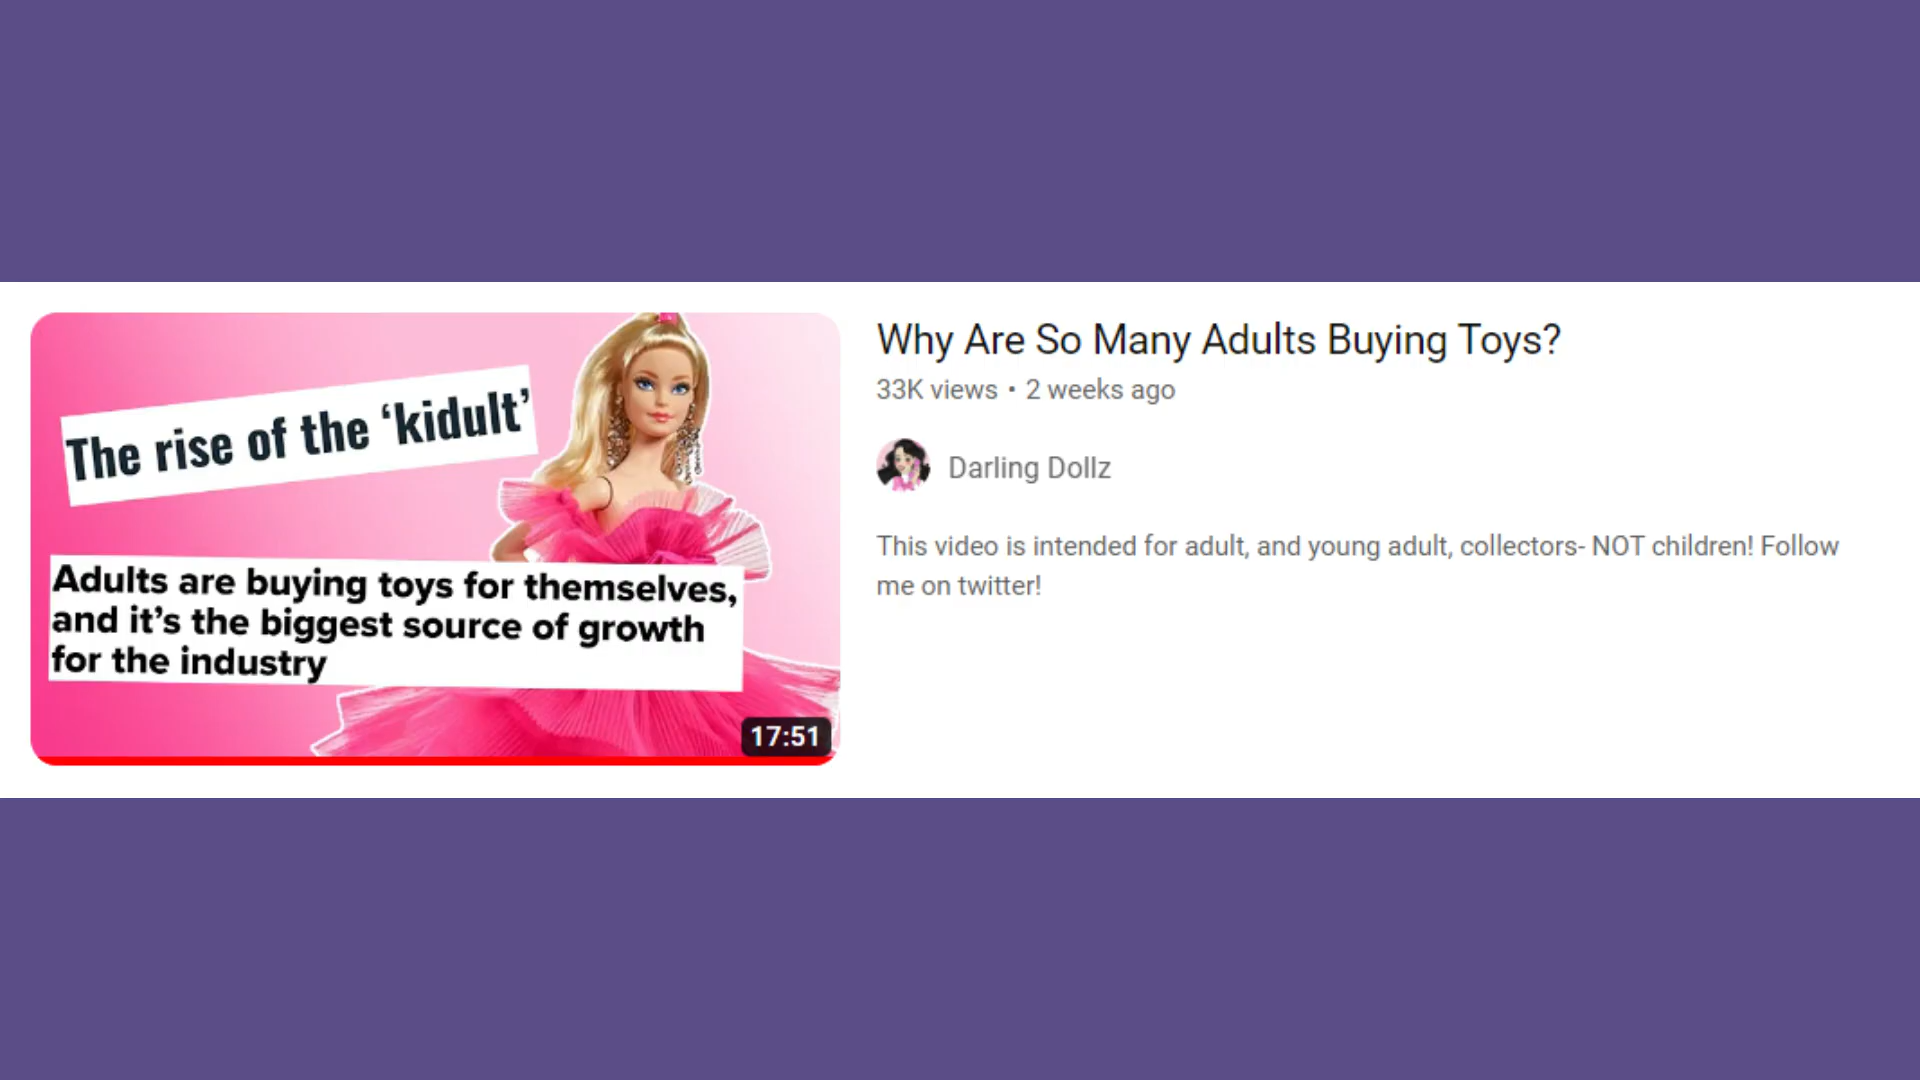 The rise of the ‘kidult’
Adults are buying toys for themselves,
and it’s the biggest source of growth
for the industry
17:51
Why Are So Many Adults Buying Toys?
33K views • 2 weeks ago
Darling Dollz
This video is intended for adult, and young adult, collectors- NOT children! Follow
me on twitter!